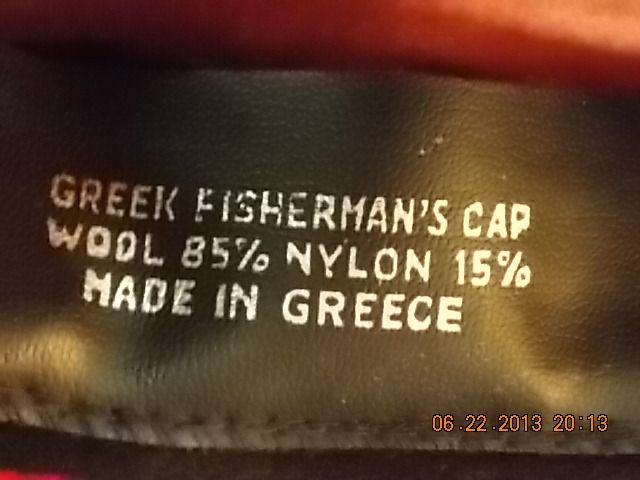 GREEK FISHERMAN'S CAP
WOOL 85% NYLON 15%
MADE IN GREECE
06.22.2013 20:13